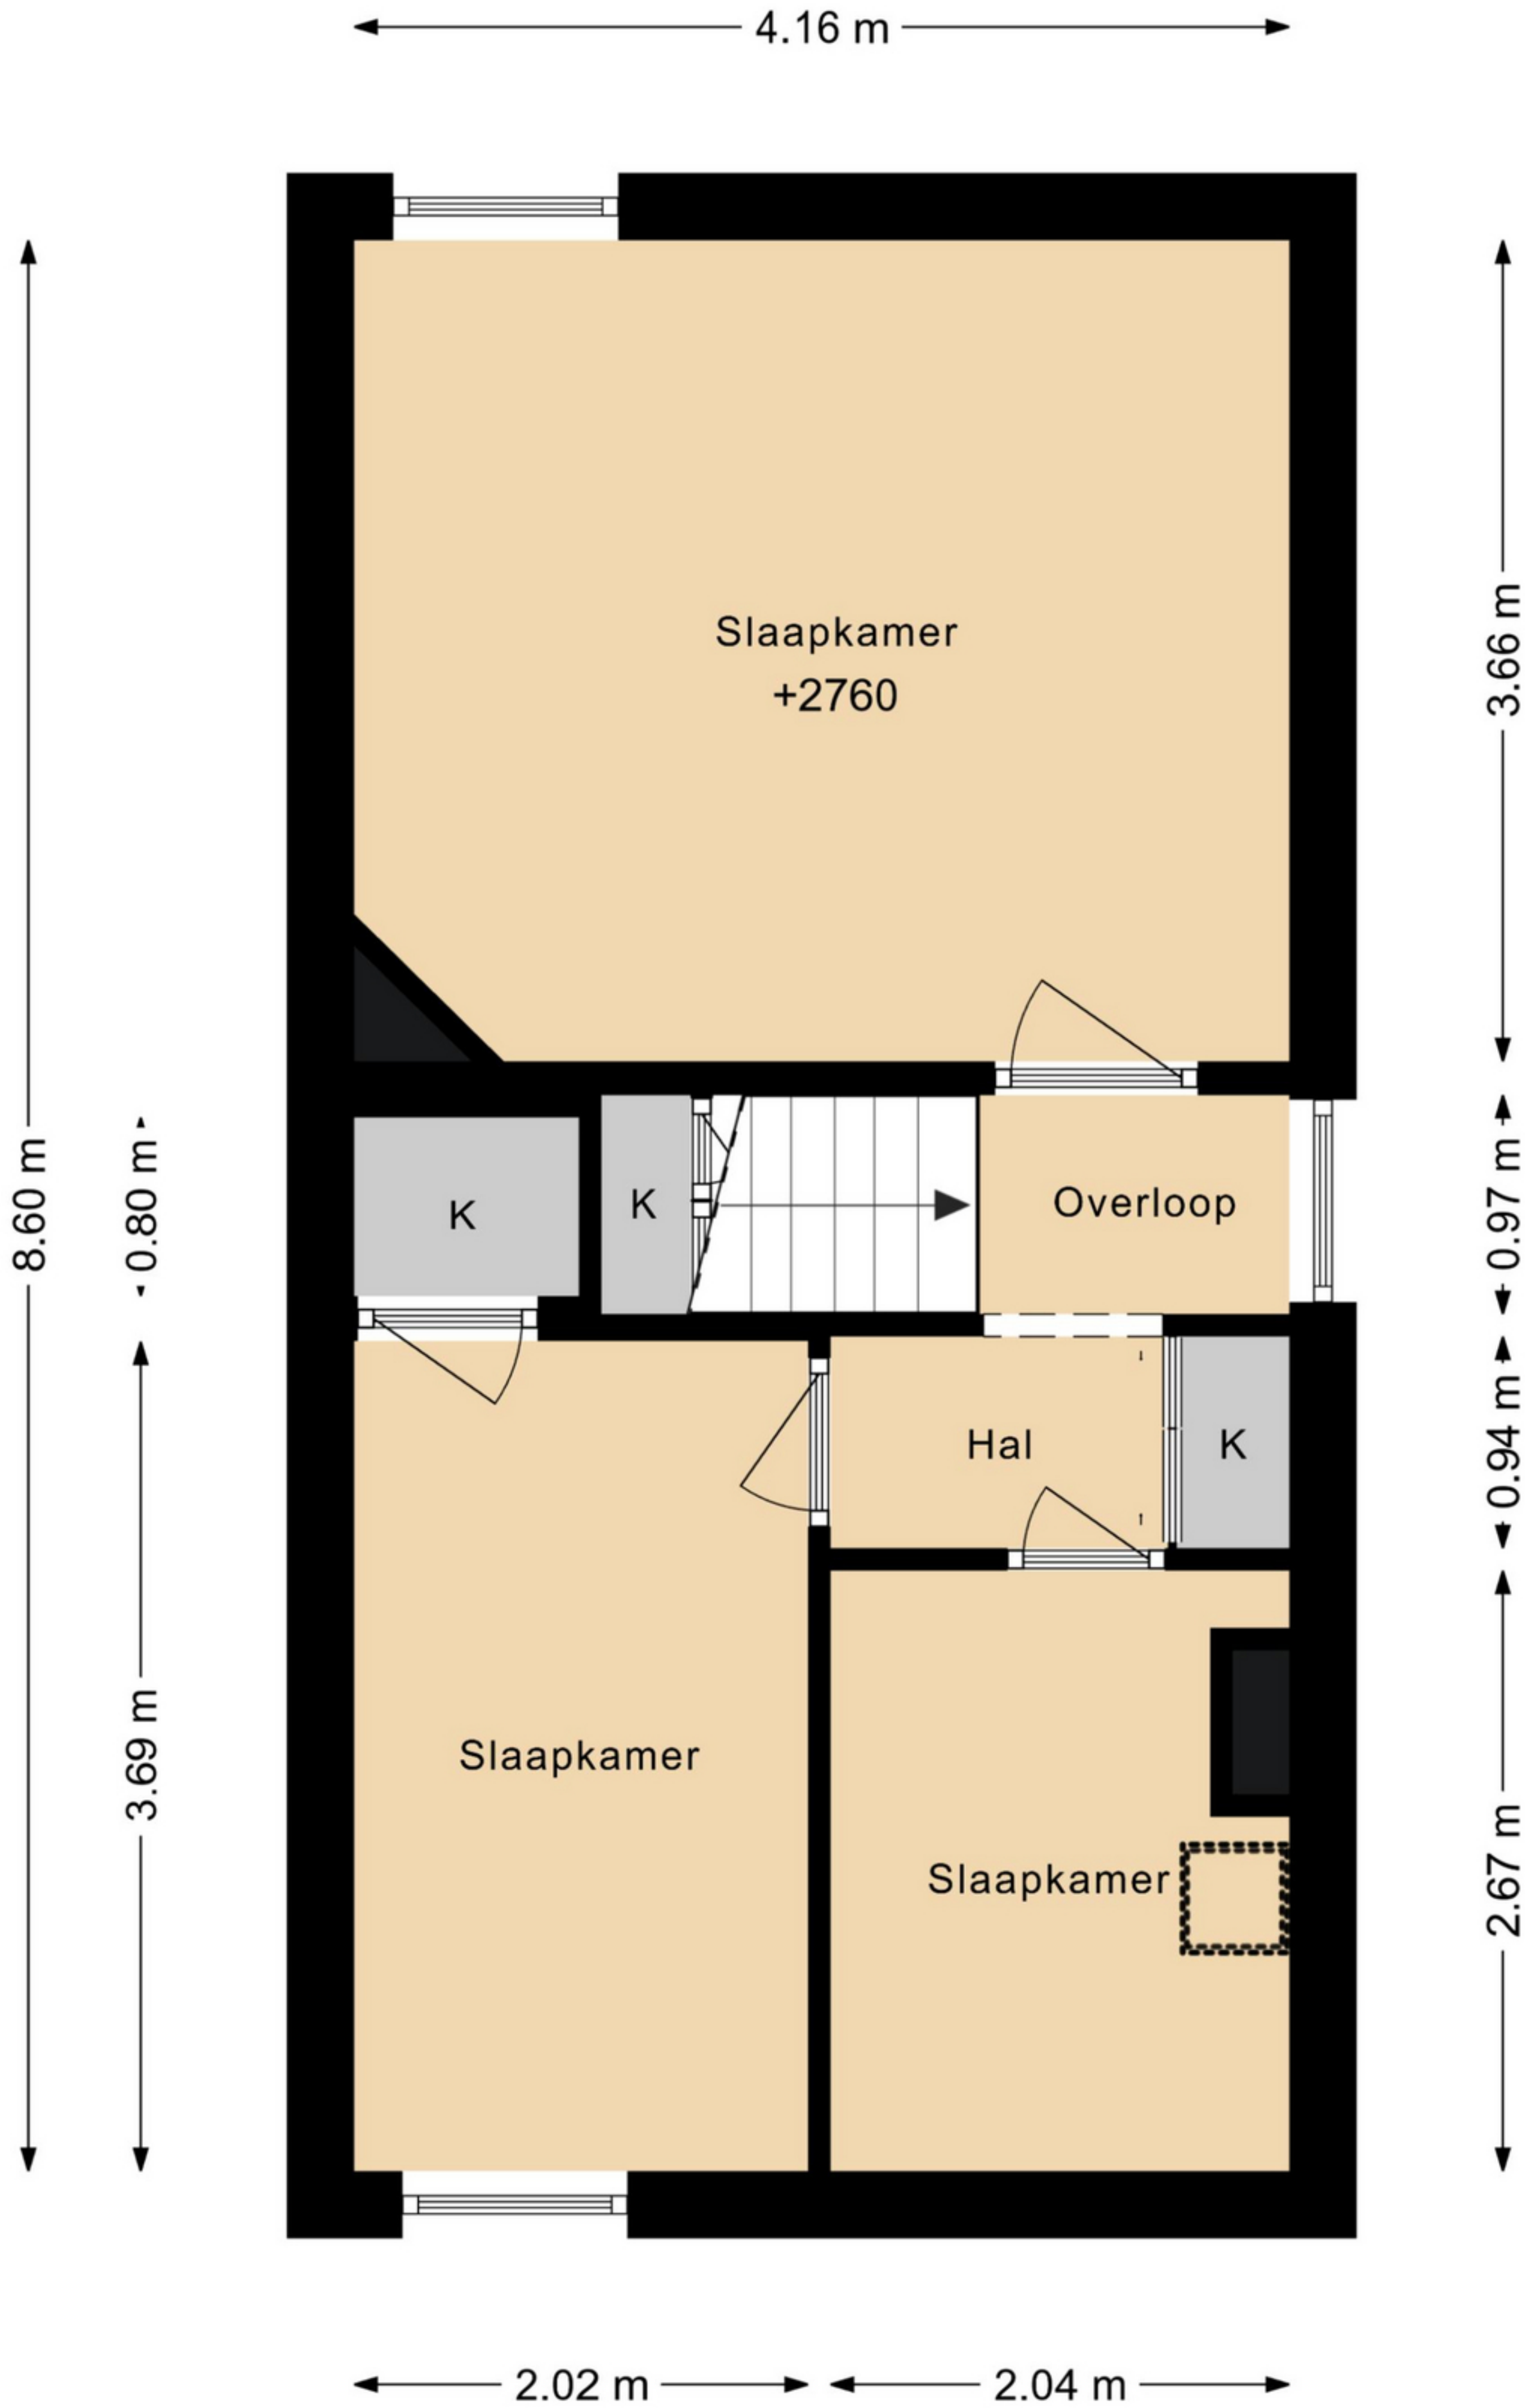 4.16 m
Slaapkamer
+2760
3.66 m
8.60 m
0.80 m
K
K
Overloop
0.97 m
Hal
K
0.94 m
3.69 m
Slaapkamer
Slaapkamer
2.67 m
2.02 m
2.04 m